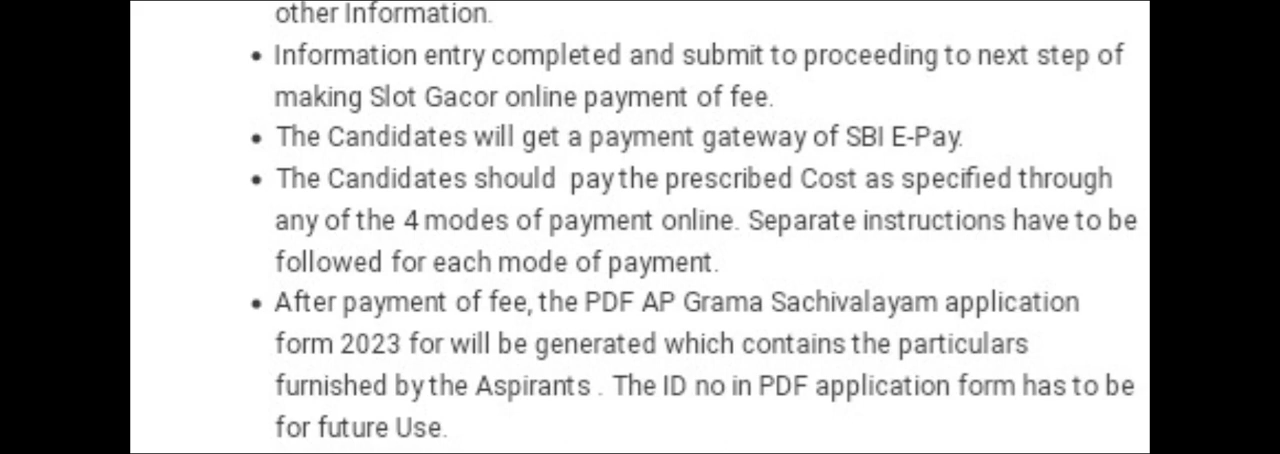 other Information.
• Information entry completed and submit to proceeding to next step of
making Slot Gacor online payment of fee.
• The Candidates will get a payment gateway of SBI E-Pay.
• The Candidates should pay the prescribed Cost as specified through
any of the 4 modes of payment online. Separate instructions have to be
followed for each mode of payment.
• After payment of fee, the PDF AP Grama Sachivalayam application
form 2023 for will be generated which contains the particulars
furnished by the Aspirants . The ID no in PDF application form has to be
for future Use.